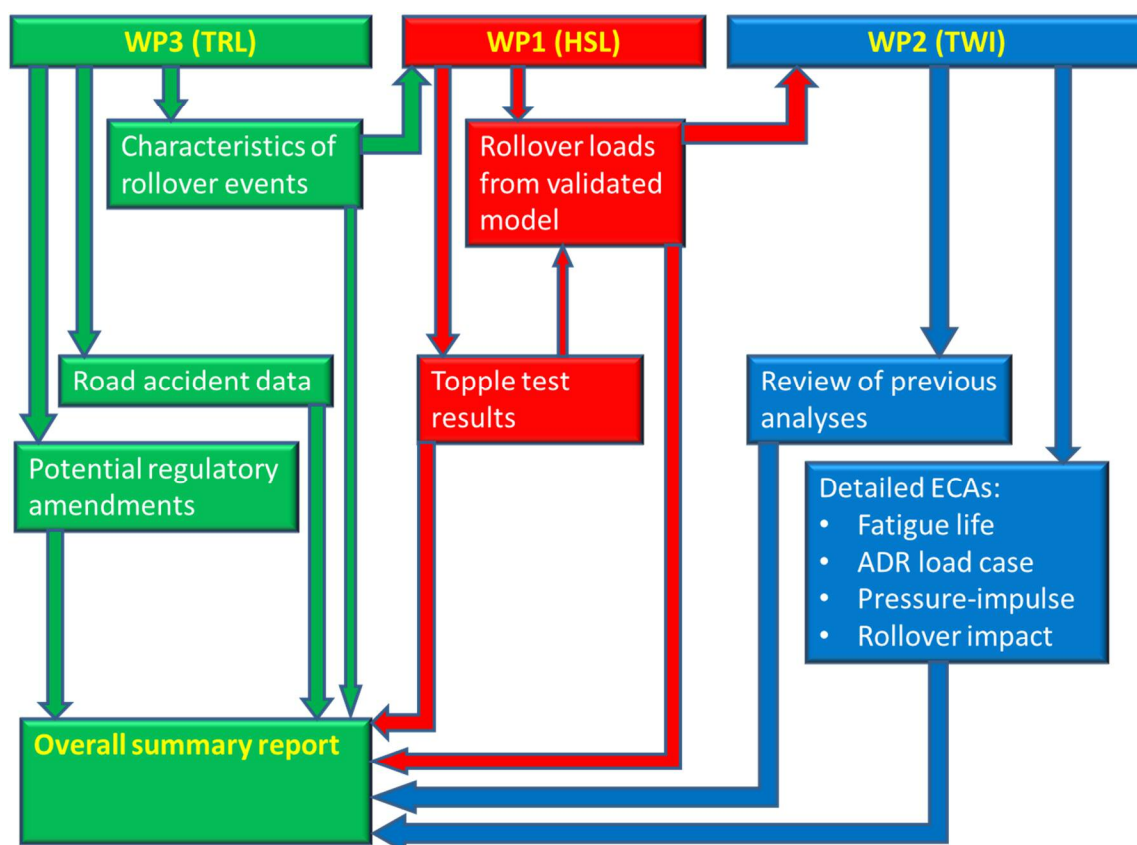 WP3 (TRL)
WP1 (HSL)
WP2 (TWI)
Characteristics of
rollover events
Rollover loads
from validated
model
Road accident data
Topple test
results
Review of previous
analyses
Potential regulatory
amendments
Detailed ECAs:
• Fatigue life
• ADR load case
• Pressure-impulse
• Rollover impact
Overall summary report